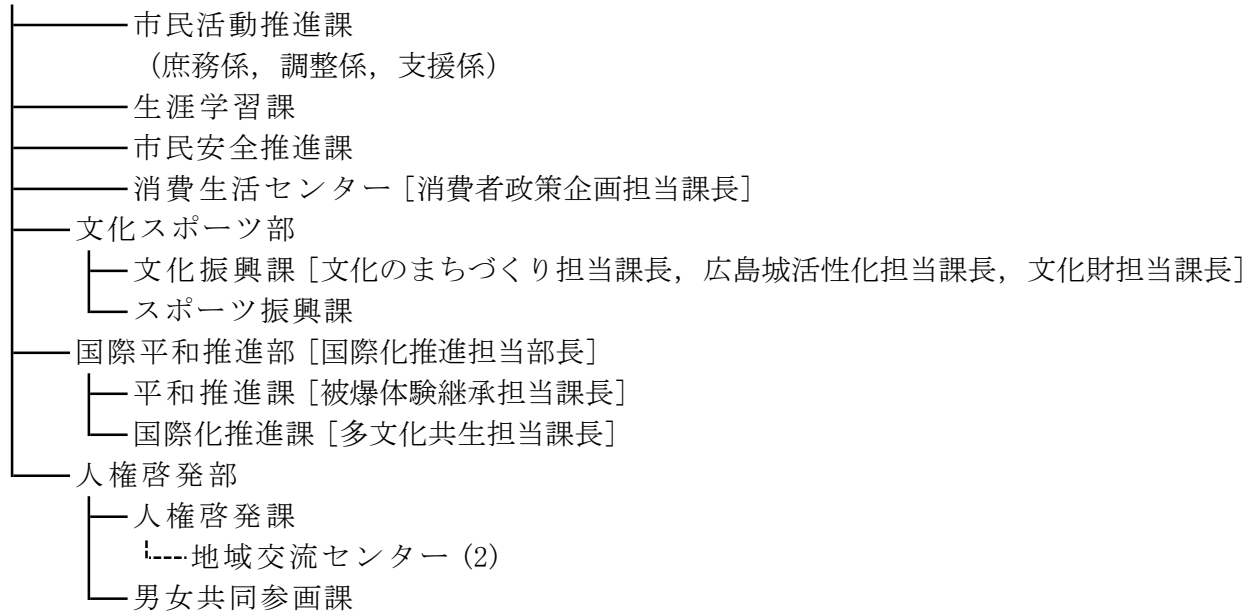 市民活動推進課
（庶務係，調整係，支援係）
生涯学習課
市民安全推進課
消費生活センター［消費者政策企画担当課長］
文化スポーツ部
文化振興課［文化のまちづくり担当課長，広島城活性化担当課長，文化財担当課長］
スポーツ振興課
国際平和推進部［国際化推進担当部長］
平和推進課［被爆体験継承担当課長］
国際化推進課［多文化共生担当課長］
人権啓発部
人権啓発課
地域交流センター (2)
男女共同参画課